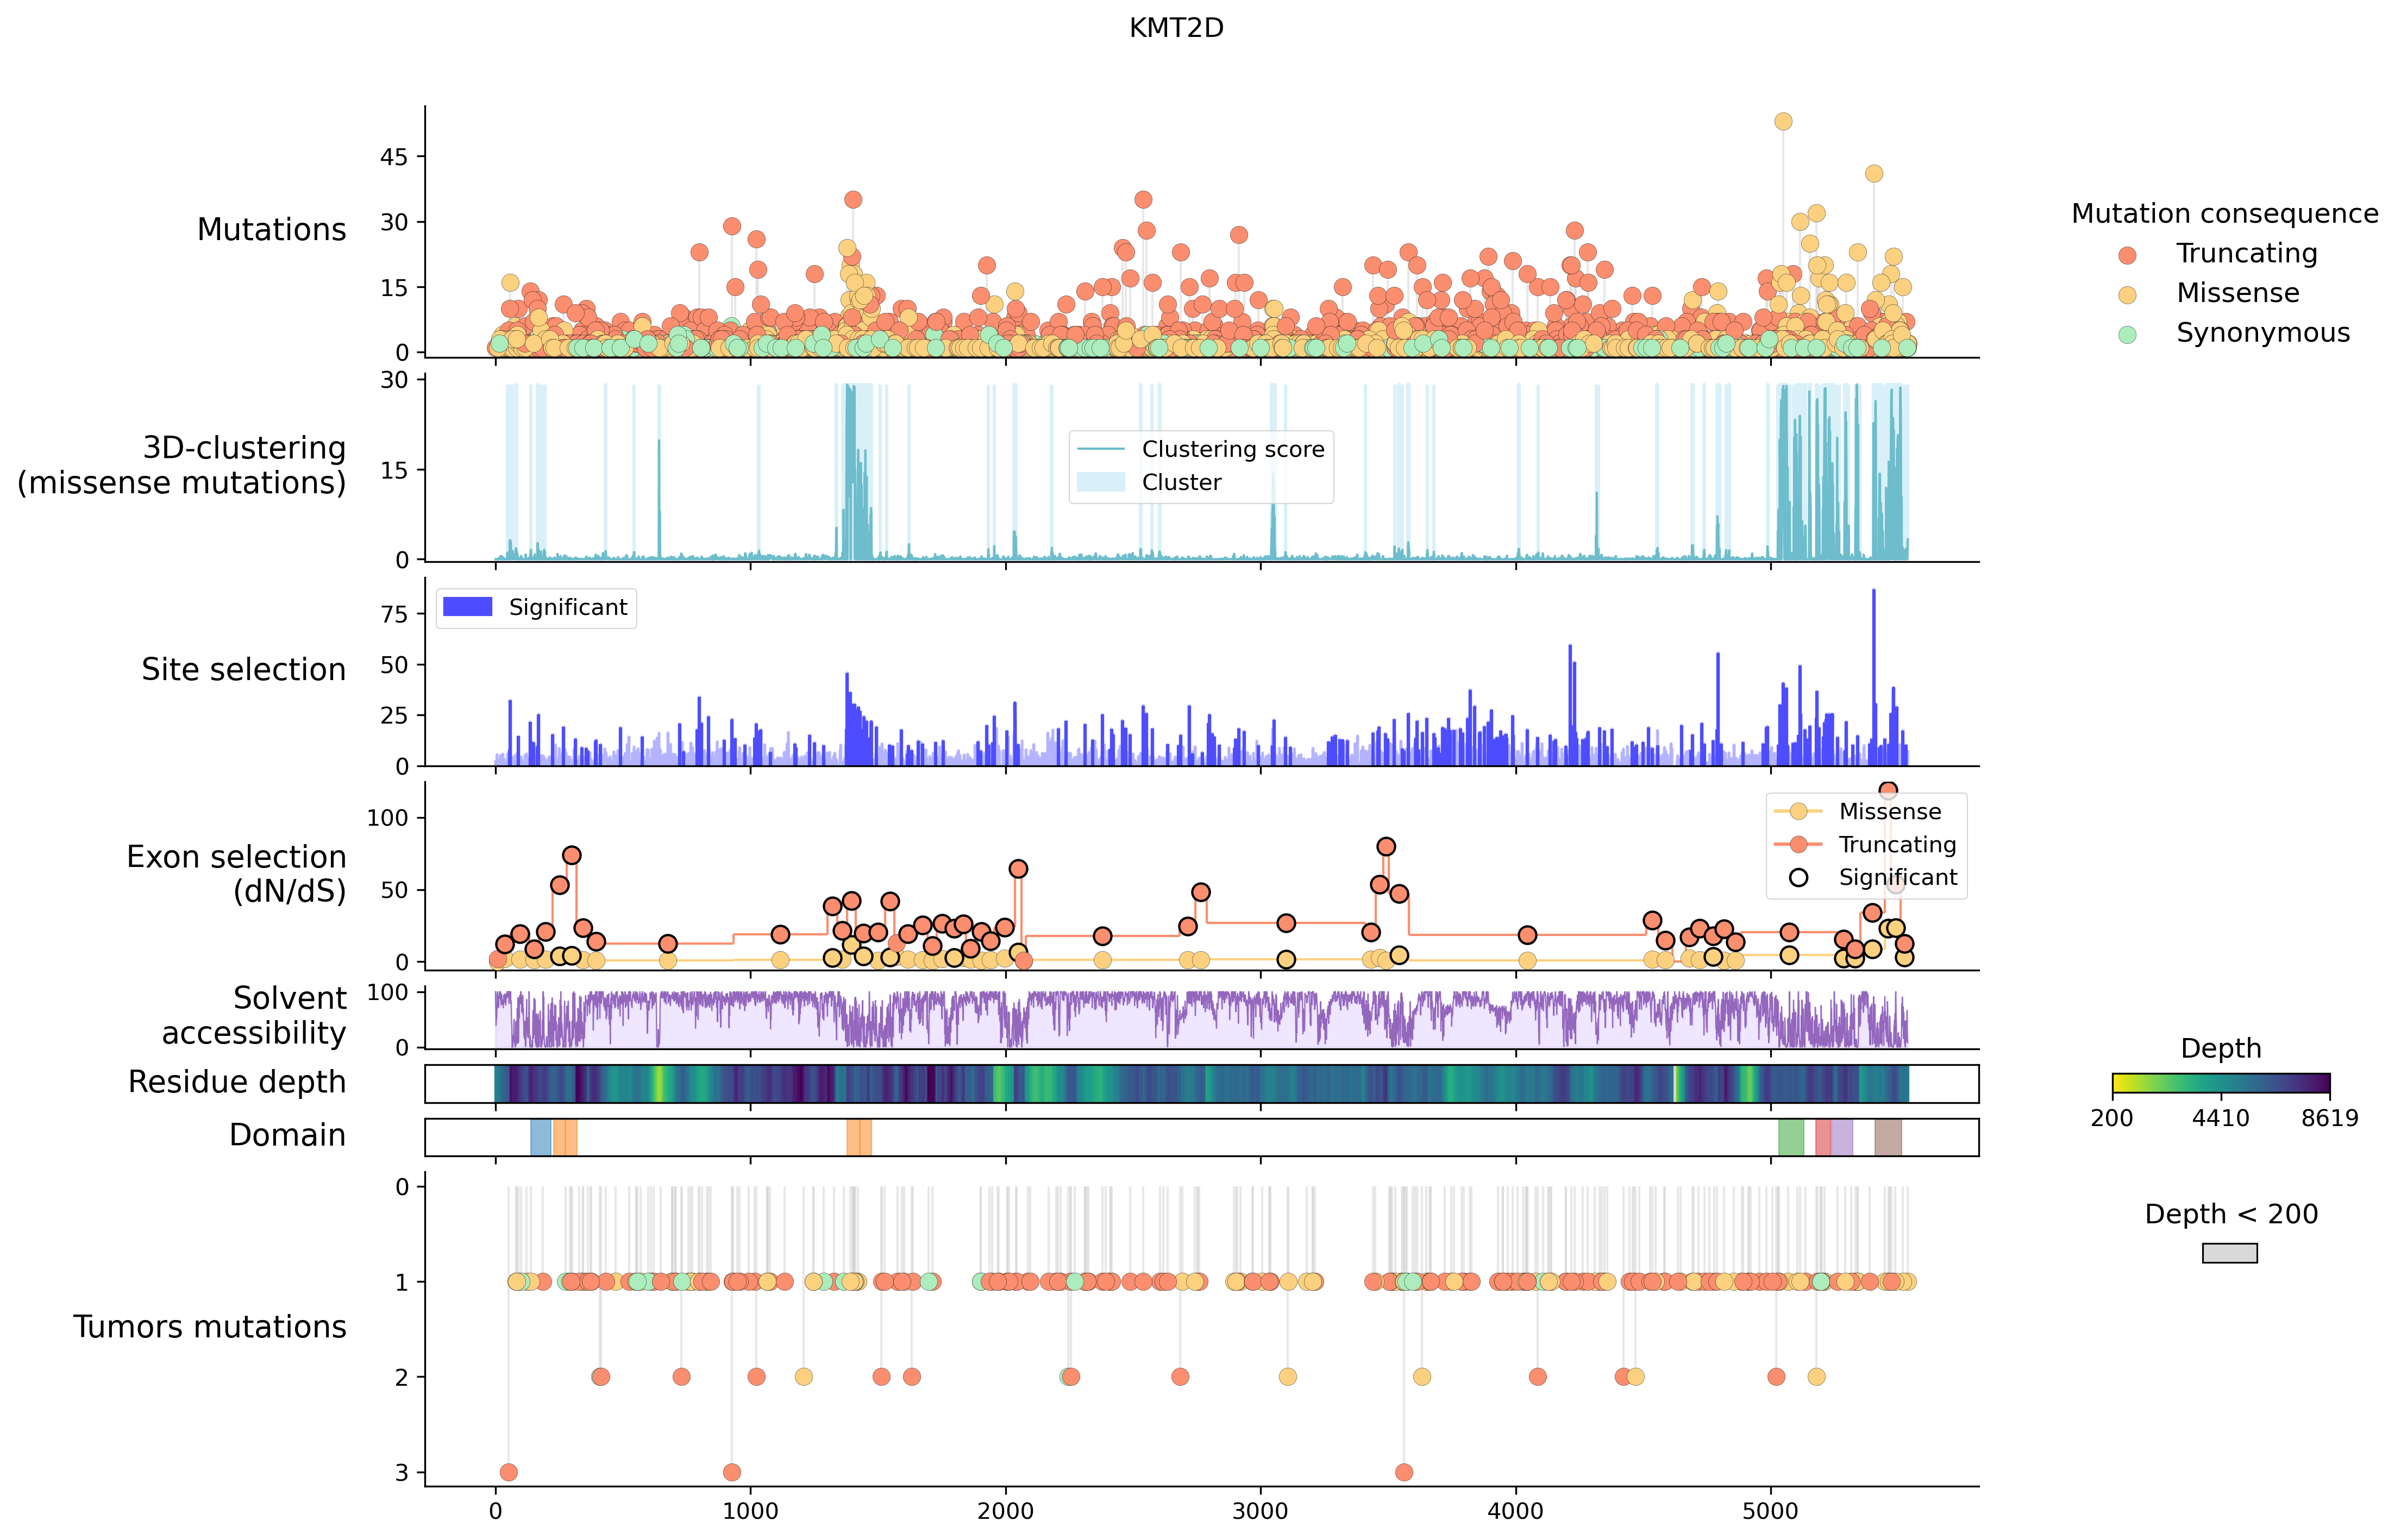 KMT2D
Mutations
45
30
15
0
Mutation consequence
Truncating
Missense
Synonymous
3D-clustering
(missense mutations)
30
15
0
Clustering score
Cluster
Site selection
75
50
25
0
Significant
Exon selection
(dN/dS)
100
50
0
Missense
Truncating
Significant
Solvent
accessibility
100
0
Residue depth
Depth
200 4410 8619
Domain
Tumors mutations
0
1
2
3
Depth < 200
0 1000 2000 3000 4000 5000